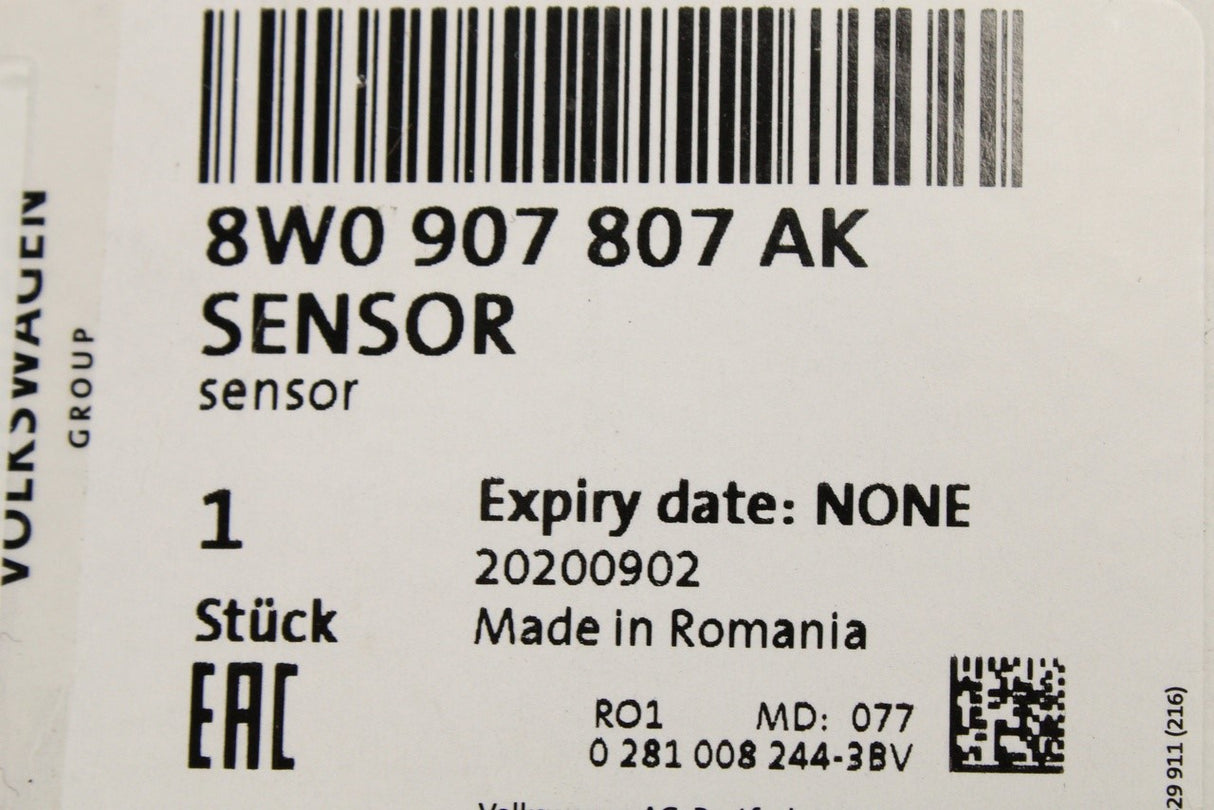 8W0 907 807 AK
SENSOR
sensor
1
Expiry date: NONE
20200902
Stück
Made in Romania
EAC
RO1 MD: 077
0 281 008 244-3BV
VOLKSWAGEN
GROUP
29 911 (216)